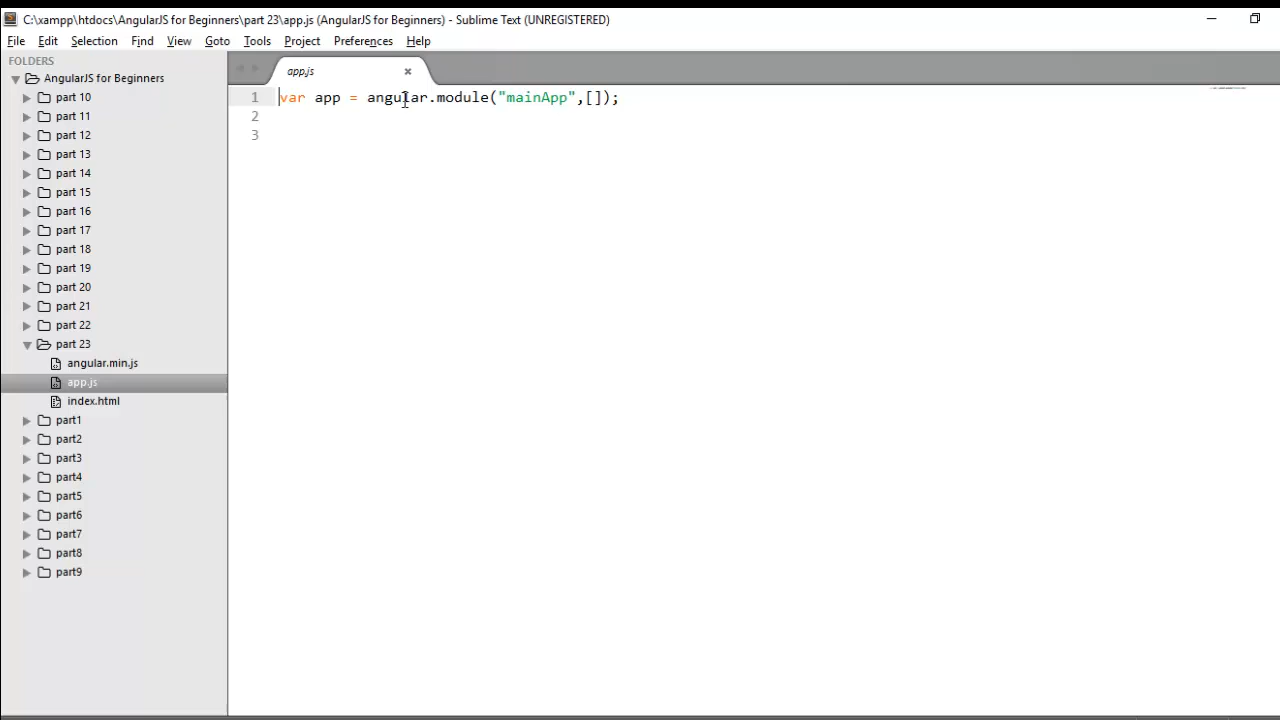 C:\xampp\htdocs\AngularJS for Beginners\part 23\app.js (AngularJS for Beginners) - Sublime Text (UNREGISTERED)
File Edit Selection Find View Goto Tools Project Preferences Help
FOLDERS
AngularJS for Beginners
part 10
part 11
part 12
part 13
part 14
part 15
part 16
part 17
part 18
part 19
part 20
part 21
part 22
part 23
angular.min.js
app.js
index.html
part1
part2
part3
part4
part5
part6
part7
part8
part9
app.js
1 var app = angular.module("mainApp",[]);
2
3